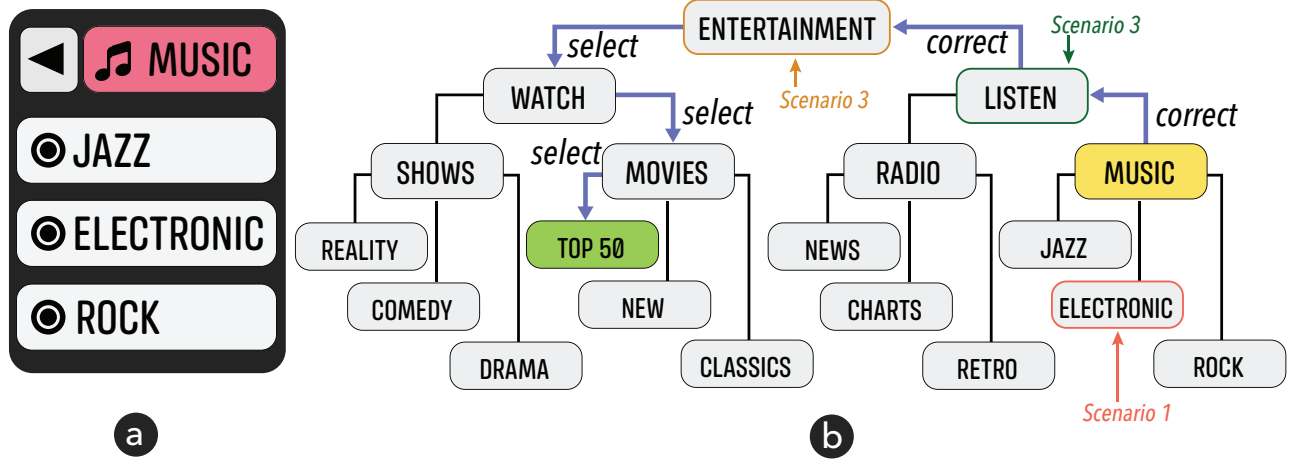 MUSIC
JAZZ
ELECTRONIC
ROCK
a
ENTERTAINMENT
select
correct
Scenario 3
Scenario 3
WATCH
LISTEN
select
correct
select
SHOWS
MOVIES
RADIO
MUSIC
REALITY
TOP 50
NEWS
JAZZ
COMEDY
NEW
CHARTS
ELECTRONIC
DRAMA
CLASSICS
RETRO
ROCK
Scenario 1
b